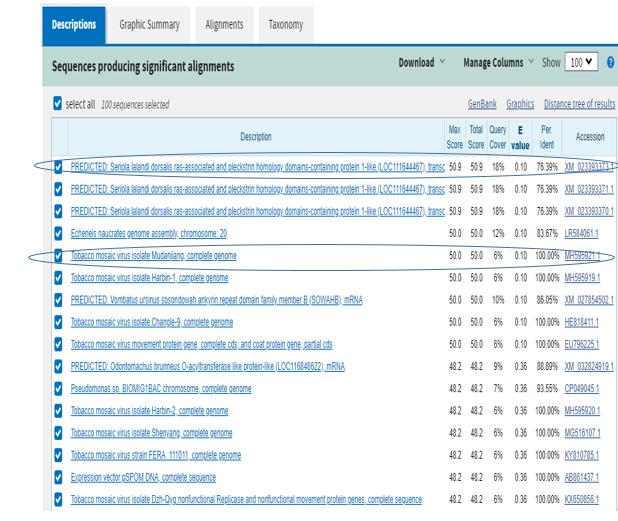 Descriptions Graphic Summary Alignments Taxonomy
Sequences producing significant alignments Download Manage Columns Show 100
select all 100 sequences selected GenBank Graphics Distance tree of results
Description Max Score Total Score Query Cover E value Per. Ident Accession
PREDICTED: Seriola lalandi dorsalis ras-associated and pleckstrin homology domains-containing protein 1-like (LOC111644467), transc 50.9 50.9 18% 0.10 76.39% XM_023393373.1
PREDICTED: Seriola lalandi dorsalis ras-associated and pleckstrin homology domains-containing protein 1-like (LOC111644467), transc 50.9 50.9 18% 0.10 76.39% XM_023393371.1
PREDICTED: Seriola lalandi dorsalis ras-associated and pleckstrin homology domains-containing protein 1-like (LOC111644467), transc 50.9 50.9 18% 0.10 76.39% XM_023393370.1
Echeneis naucrates genome assembly, chromosome: 20 50.0 50.0 12% 0.10 83.67% LR584061.1
Tobacco mosaic virus isolate Mudanjiang, complete genome 50.0 50.0 6% 0.10 100.00% MH595921.1
Tobacco mosaic virus isolate Harbin-1, complete genome 50.0 50.0 6% 0.10 100.00% MH595919.1
PREDICTED: Vombatus ursinus sosondowah ankyrin repeat domain family member B (SOWAHB), mRNA 50.0 50.0 10% 0.10 86.05% XM_027854502.1
Tobacco mosaic virus isolate Changle-9, complete genome 50.0 50.0 6% 0.10 100.00% HE818411.1
Tobacco mosaic virus movement protein gene, complete cds; and coat protein gene, partial cds 50.0 50.0 6% 0.10 100.00% EU796225.1
PREDICTED: Odontomachus brunneus O-acyltransferase like protein-like (LOC116848622), mRNA 48.2 48.2 9% 0.36 88.89% XM_032824919.1
Pseudomonas sp. BIOMIG1BAC chromosome, complete genome 48.2 48.2 7% 0.36 93.55% CP049045.1
Tobacco mosaic virus isolate Harbin-2, complete genome 48.2 48.2 6% 0.36 100.00% MH595920.1
Tobacco mosaic virus isolate Shenyang, complete genome 48.2 48.2 6% 0.36 100.00% MG516107.1
Tobacco mosaic virus strain FERA_111011, complete genome 48.2 48.2 6% 0.36 100.00% KY810785.1
Expression vector pSPOM DNA, complete sequence 48.2 48.2 6% 0.36 100.00% AB861437.1
Tobacco mosaic virus isolate Dzh-Qyg nonfunctional Replicase and nonfunctional movement protein genes, complete sequence 48.2 48.2 6% 0.36 100.00% KX650856.1